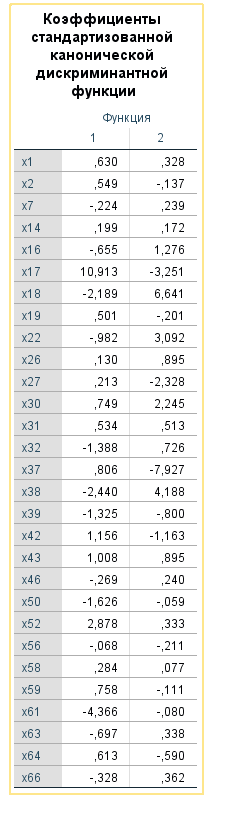 Коэффициенты
стандартизованной
канонической
дискриминантной
функции
Функция
1 2
x1 ,630 ,328
x2 ,549 -,137
x7 -,224 ,239
x14 ,199 ,172
x16 -,655 1,276
x17 10,913 -3,251
x18 -2,189 6,641
x19 ,501 -,201
x22 -,982 3,092
x26 ,130 ,895
x27 ,213 -2,328
x30 ,749 2,245
x31 ,534 ,513
x32 -1,388 ,726
x37 ,806 -7,927
x38 -2,440 4,188
x39 -1,325 -,800
x42 1,156 -1,163
x43 1,008 ,895
x46 -,269 ,240
x50 -1,626 -,059
x52 2,878 ,333
x56 -,068 -,211
x58 ,284 ,077
x59 ,758 -,111
x61 -4,366 -,080
x63 -,697 ,338
x64 ,613 -,590
x66 -,328 ,362